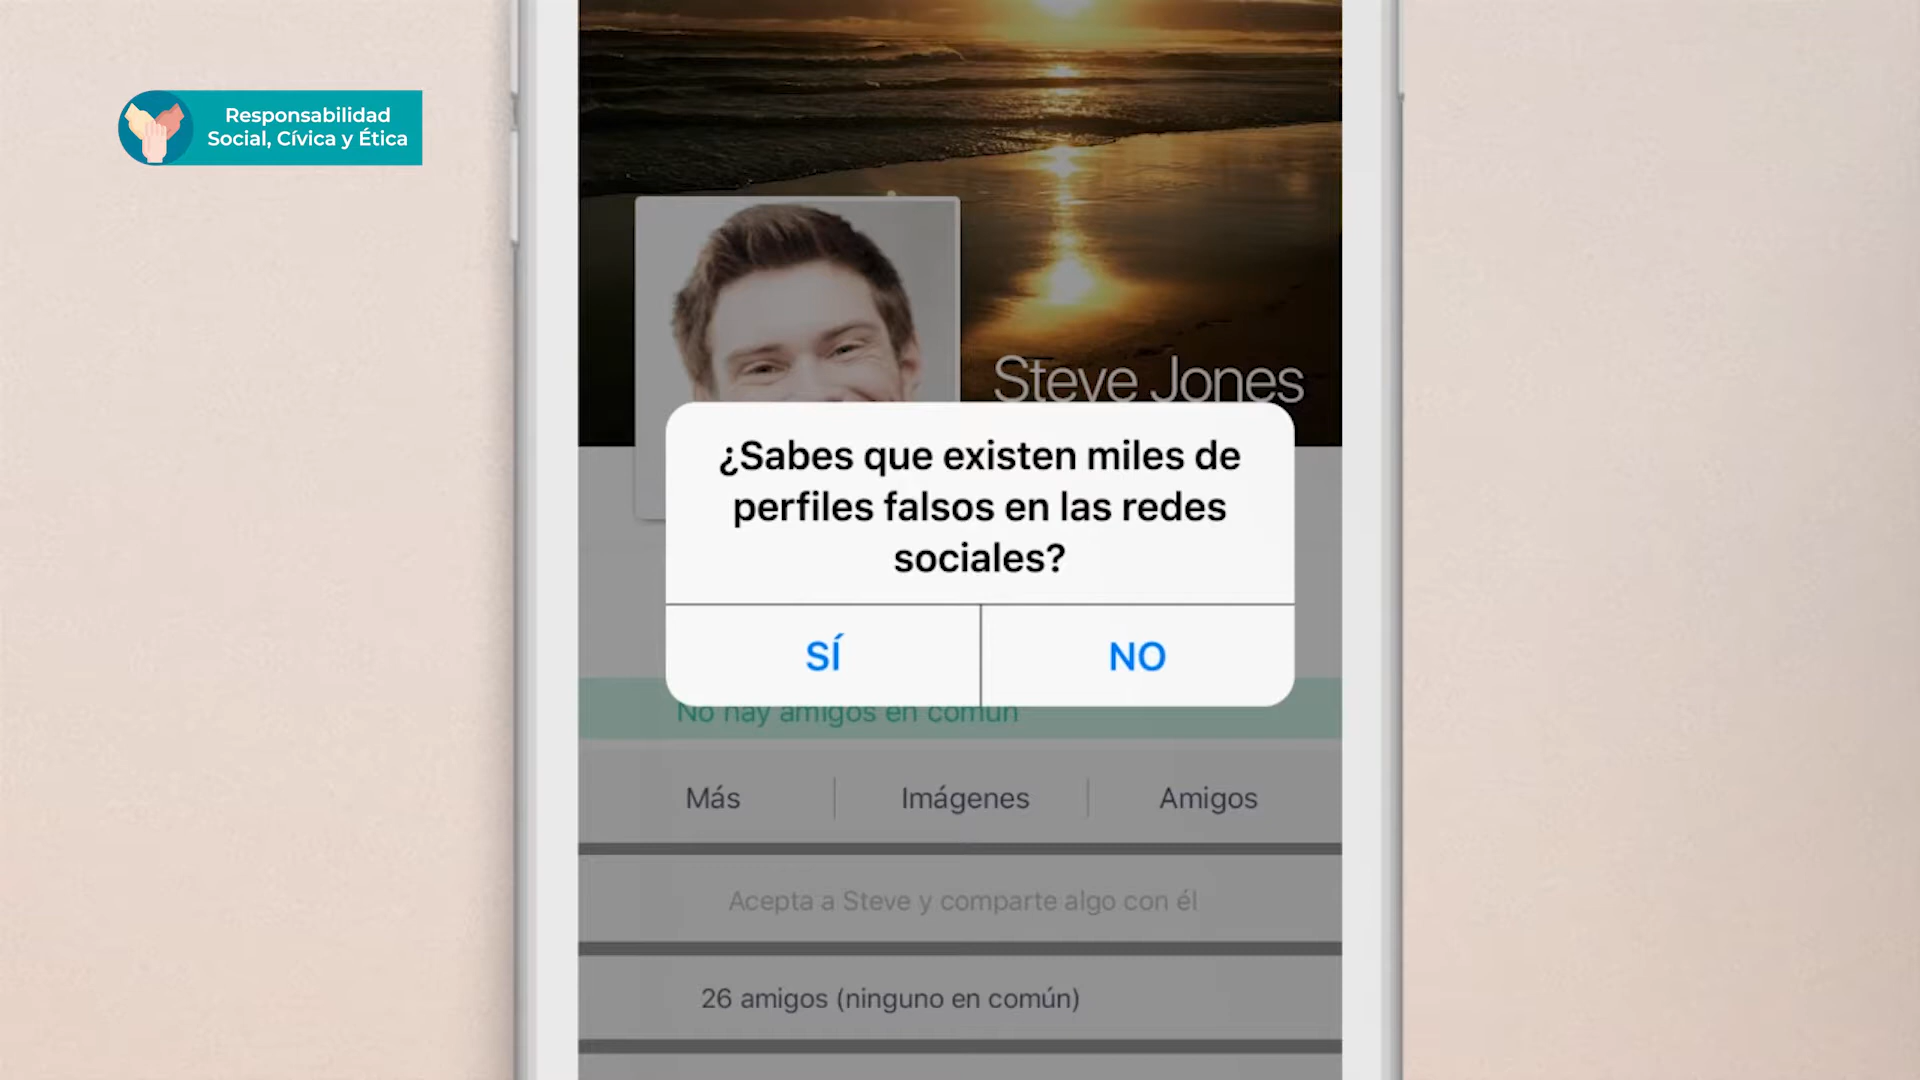 Responsabilidad
Social, Cívica y Ética
Steve Jones
¿Sabes que existen miles de
perfiles falsos en las redes
sociales?
SÍ
NO
No hay amigos en común
Más
Imágenes
Amigos
Acepta a Steve y comparte algo con él
26 amigos (ninguno en común)